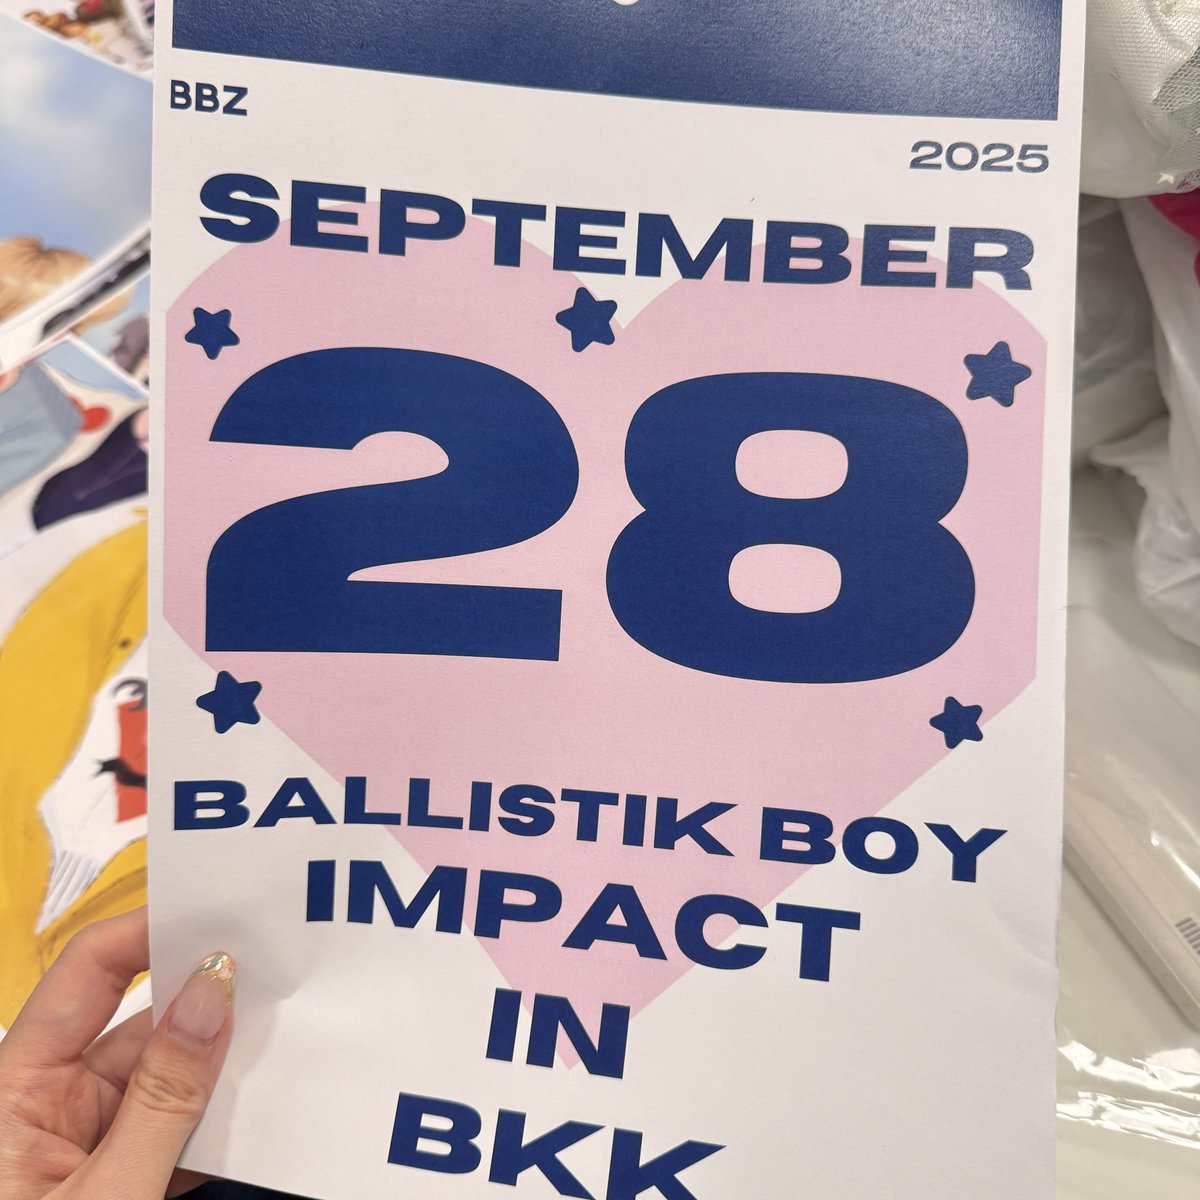 BBZ
2025
SEPTEMBER
28
BALLISTIK BOY
IMPACT
IN
BKK